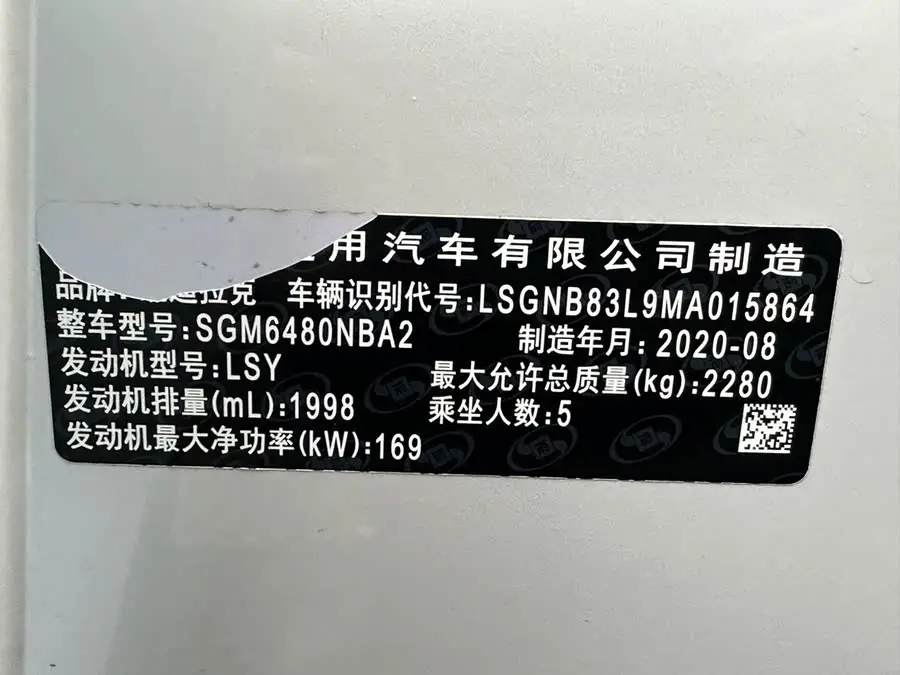 用汽车有限公司制造
品牌: 迪拉克 车辆识别代号:LSGNB83L9MA015864
整车型号:SGM6480NBA2 制造年月: 2020-08
发动机型号:LSY 最大允许总质量(kg):2280
发动机排量(mL):1998 乘坐人数:5
发动机最大净功率(kW):169